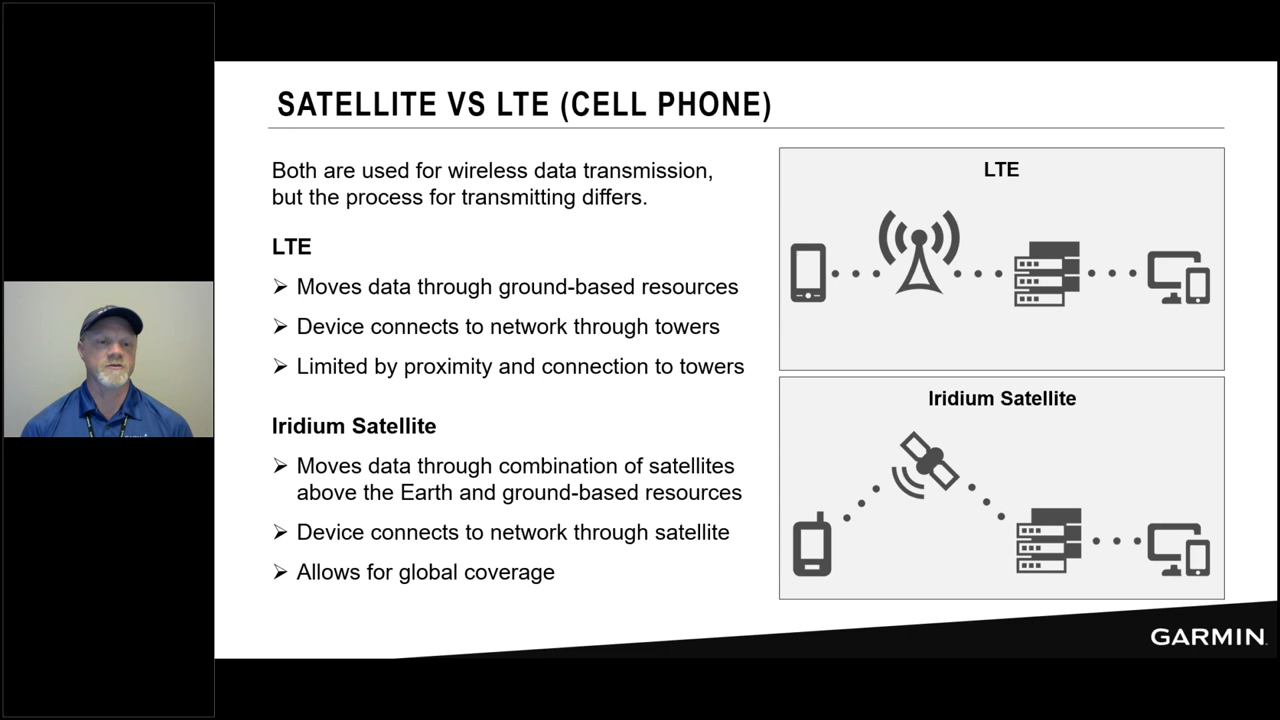 SATELLITE VS LTE (CELL PHONE)
Both are used for wireless data transmission,
but the process for transmitting differs.
LTE
➢ Moves data through ground-based resources
➢ Device connects to network through towers
➢ Limited by proximity and connection to towers
Iridium Satellite
➢ Moves data through combination of satellites
above the Earth and ground-based resources
➢ Device connects to network through satellite
➢ Allows for global coverage
LTE
Iridium Satellite
GARMIN